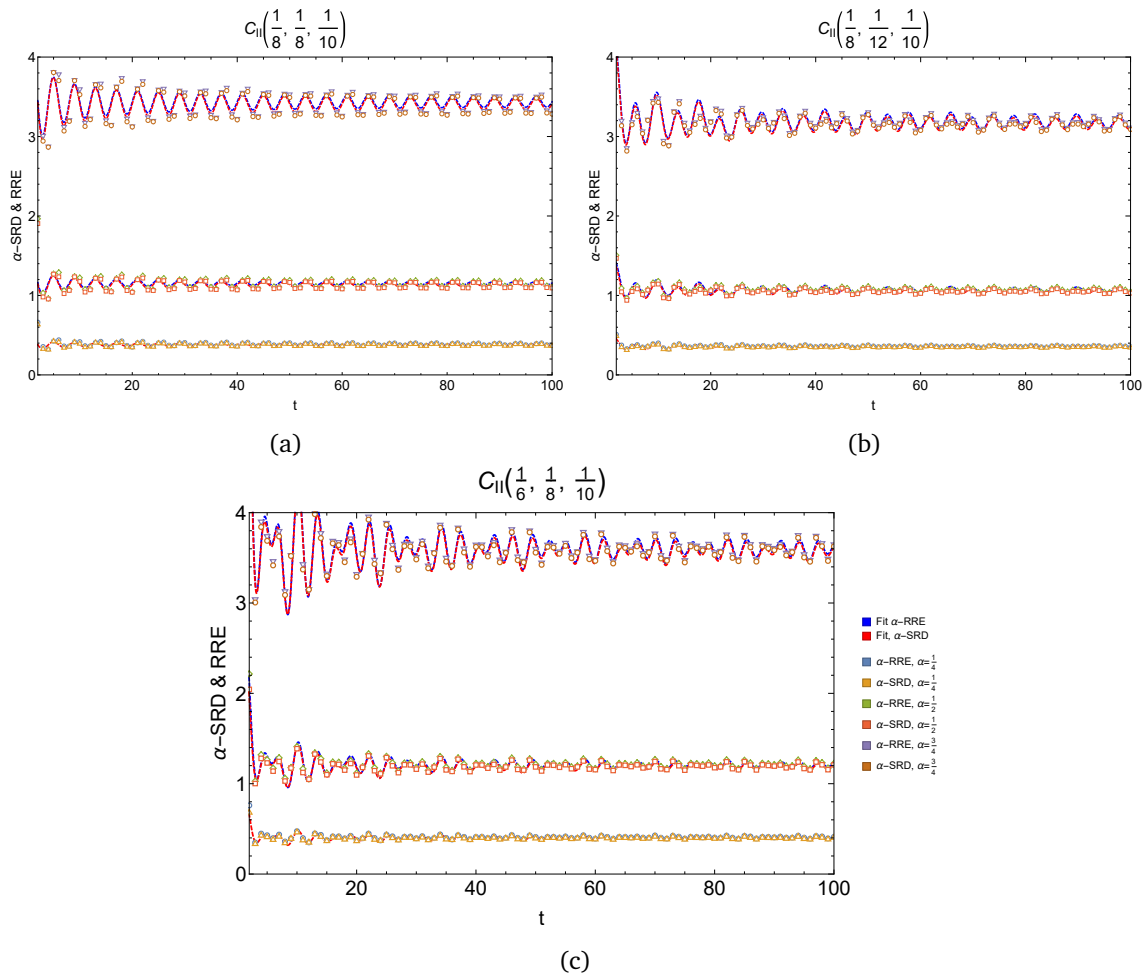 C_II(1/8, 1/8, 1/10)
C_II(1/8, 1/12, 1/10)
4
3
2
1
0
α−SRD & RRE
20 40 60 80 100
t
(a)
4
3
2
1
0
α−SRD & RRE
20 40 60 80 100
t
(b)
C_II(1/6, 1/8, 1/10)
4
3
2
1
0
α−SRD & RRE
20 40 60 80 100
t
Fit α−RRE
Fit, α−SRD
α−RRE, α=1/4
α−SRD, α=1/4
α−RRE, α=1/2
α−SRD, α=1/2
α−RRE, α=3/4
α−SRD, α=3/4
(c)